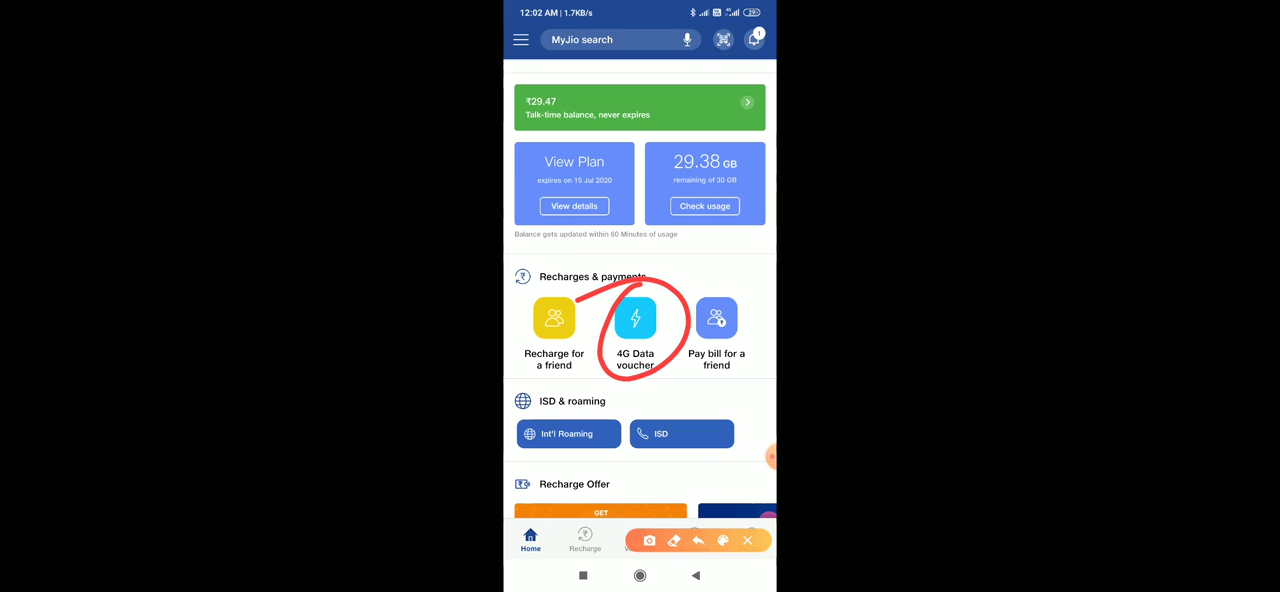 12:02 AM | 1.7KB/s
29
MyJio search
1
₹29.47
Talk-time balance, never expires
View Plan
expires on 15 Jul 2020
View details
29.38 GB
remaining of 30 GB
Check usage
Balance gets updated within 60 Minutes of usage
Recharges & payments
Recharge for
a friend
4G Data
voucher
Pay bill for a
friend
ISD & roaming
Int'l Roaming
ISD
Recharge Offer
GET
Home
Recharge